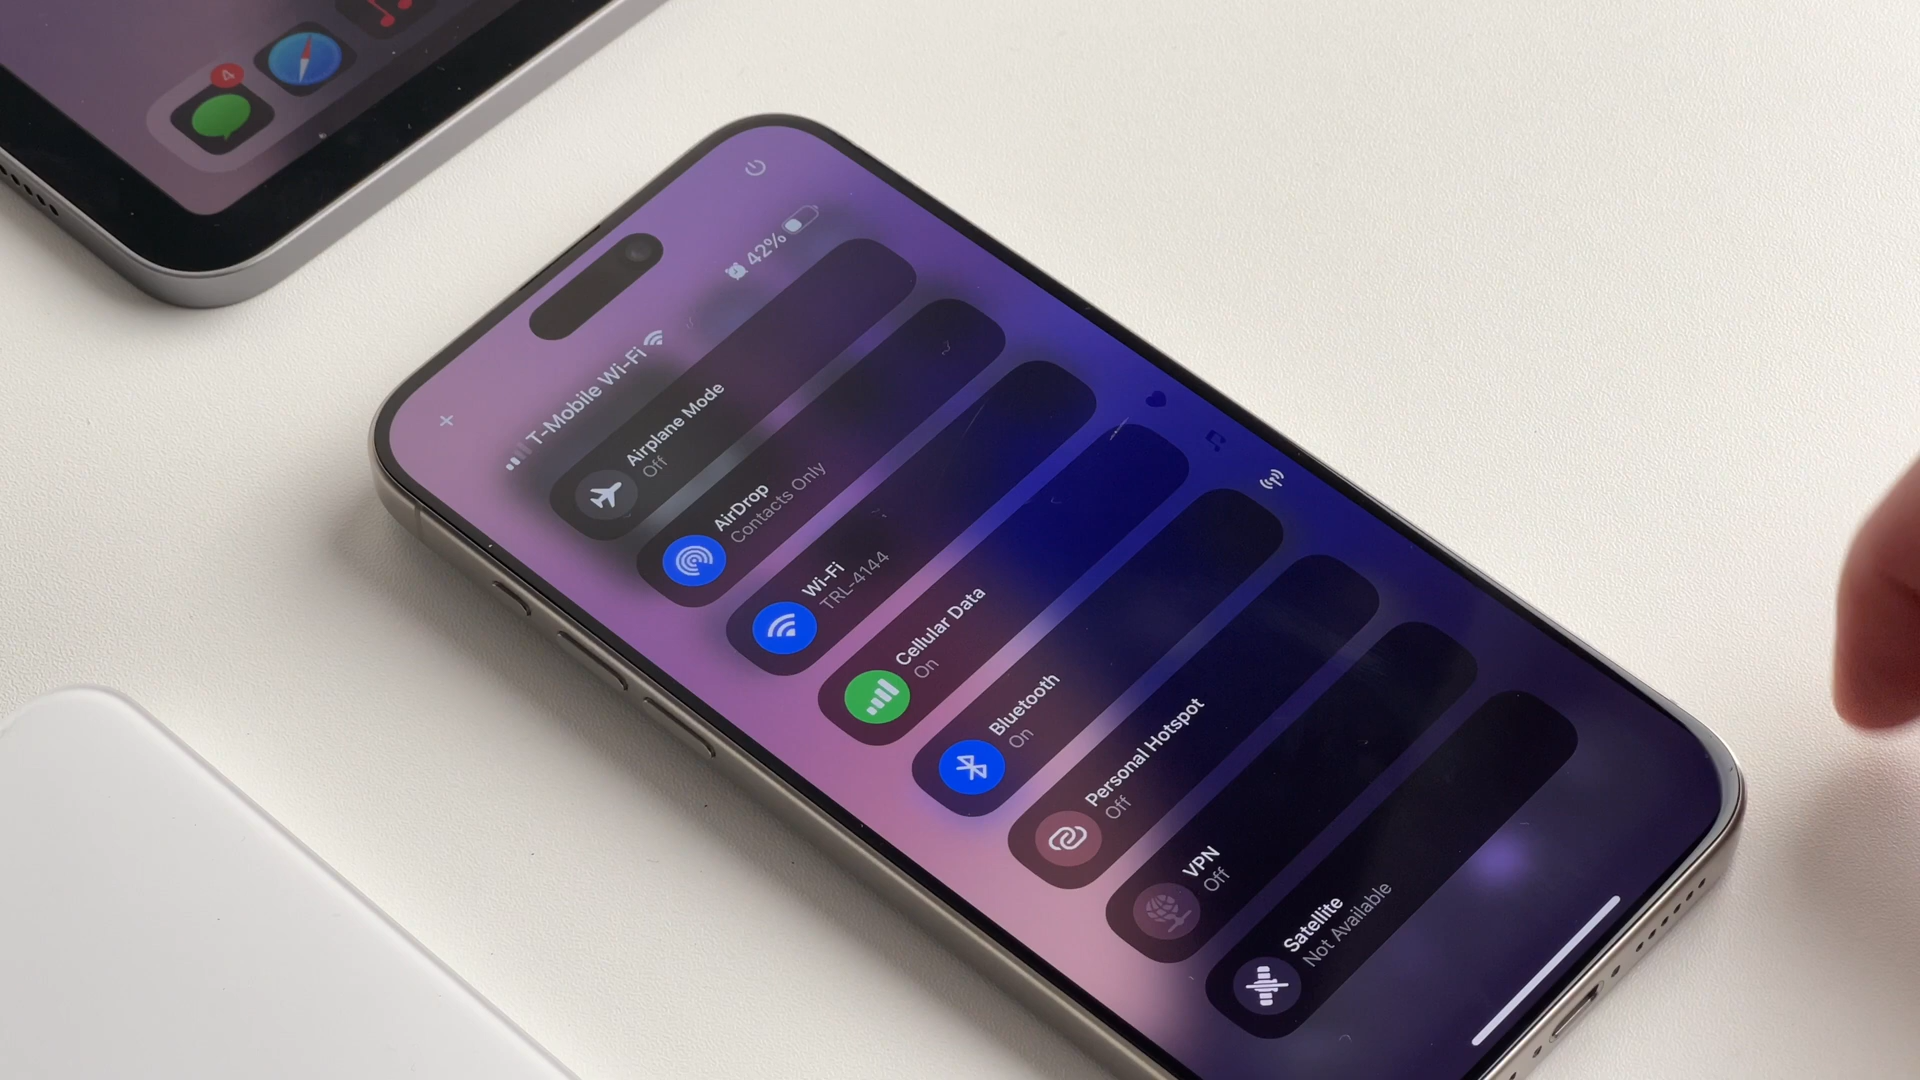 4
42%
T-Mobile Wi-Fi
Airplane Mode
Off
AirDrop
Contacts Only
Wi-Fi
TRL-4144
Cellular Data
On
Bluetooth
On
Personal Hotspot
Off
VPN
Off
Satellite
Not Available